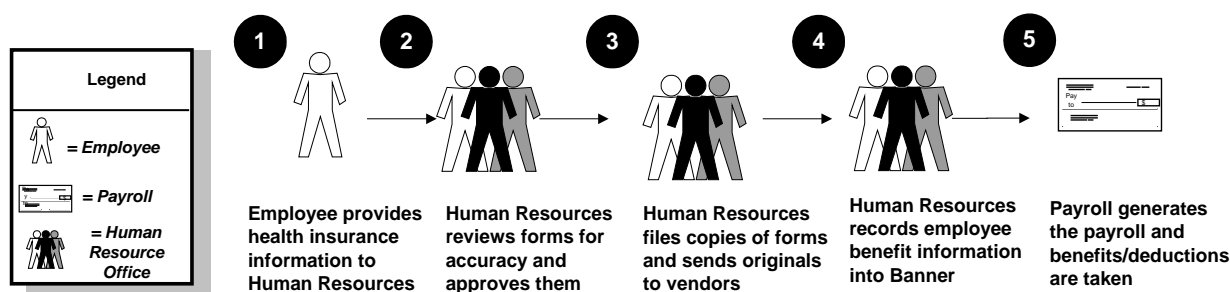 1
2
3
4
5
Legend
= Employee
= Payroll
= Human
Resource
Office
Pay
to
$
Employee provides
health insurance
information to
Human Resources
Human Resources
reviews forms for
accuracy and
approves them
Human Resources
files copies of forms
and sends originals
to vendors
Human Resources
records employee
benefit information
into Banner
Payroll generates
the payroll and
benefits/deductions
are taken